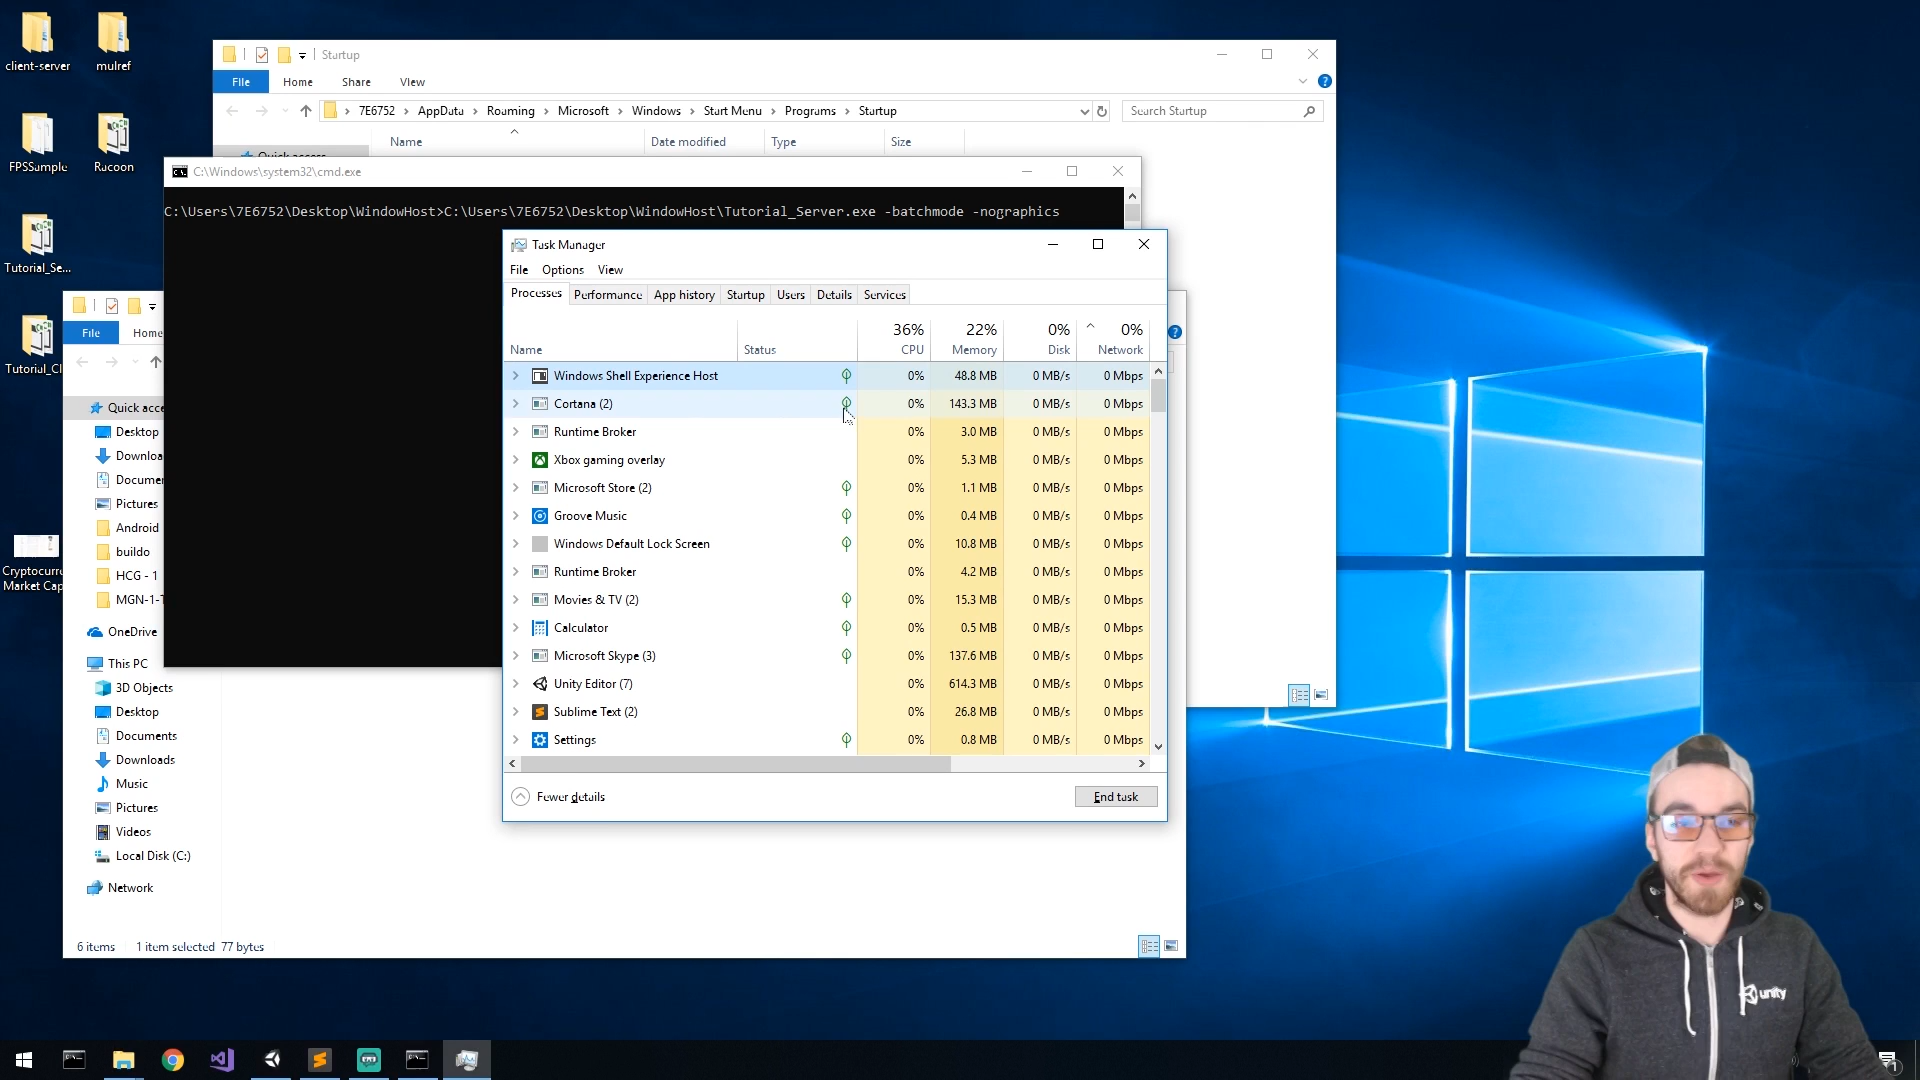 client-server
mulref
FPSSample
Racoon
Tutorial_Se...
Tutorial_Cl
Cryptocurre
Market Cap
Startup
File Home Share View
7E6752 AppData Roaming Microsoft Windows Start Menu Programs Startup
Search Startup
Name Date modified Type Size
Quick access
C:\Windows\system32\cmd.exe
C:\Users\7E6752\Desktop\WindowHost>C:\Users\7E6752\Desktop\WindowHost\Tutorial_Server.exe -batchmode -nographics
File Home
Quick acce
Desktop
Downloa
Documen
Pictures
Android
buildo
HCG - 1
MGN-1-T
OneDrive
This PC
3D Objects
Desktop
Documents
Downloads
Music
Pictures
Videos
Local Disk (C:)
Network
6 items 1 item selected 77 bytes
Task Manager
File Options View
Processes Performance App history Startup Users Details Services
36% 22% 0% 0%
Name Status CPU Memory Disk Network
Windows Shell Experience Host 0% 48.8 MB 0 MB/s 0 Mbps
Cortana (2) 0% 143.3 MB 0 MB/s 0 Mbps
Runtime Broker 0% 3.0 MB 0 MB/s 0 Mbps
Xbox gaming overlay 0% 5.3 MB 0 MB/s 0 Mbps
Microsoft Store (2) 0% 1.1 MB 0 MB/s 0 Mbps
Groove Music 0% 0.4 MB 0 MB/s 0 Mbps
Windows Default Lock Screen 0% 10.8 MB 0 MB/s 0 Mbps
Runtime Broker 0% 4.2 MB 0 MB/s 0 Mbps
Movies & TV (2) 0% 15.3 MB 0 MB/s 0 Mbps
Calculator 0% 0.5 MB 0 MB/s 0 Mbps
Microsoft Skype (3) 0% 137.6 MB 0 MB/s 0 Mbps
Unity Editor (7) 0% 614.3 MB 0 MB/s 0 Mbps
Sublime Text (2) 0% 26.8 MB 0 MB/s 0 Mbps
Settings 0% 0.8 MB 0 MB/s 0 Mbps
Fewer details
End task
unity
1